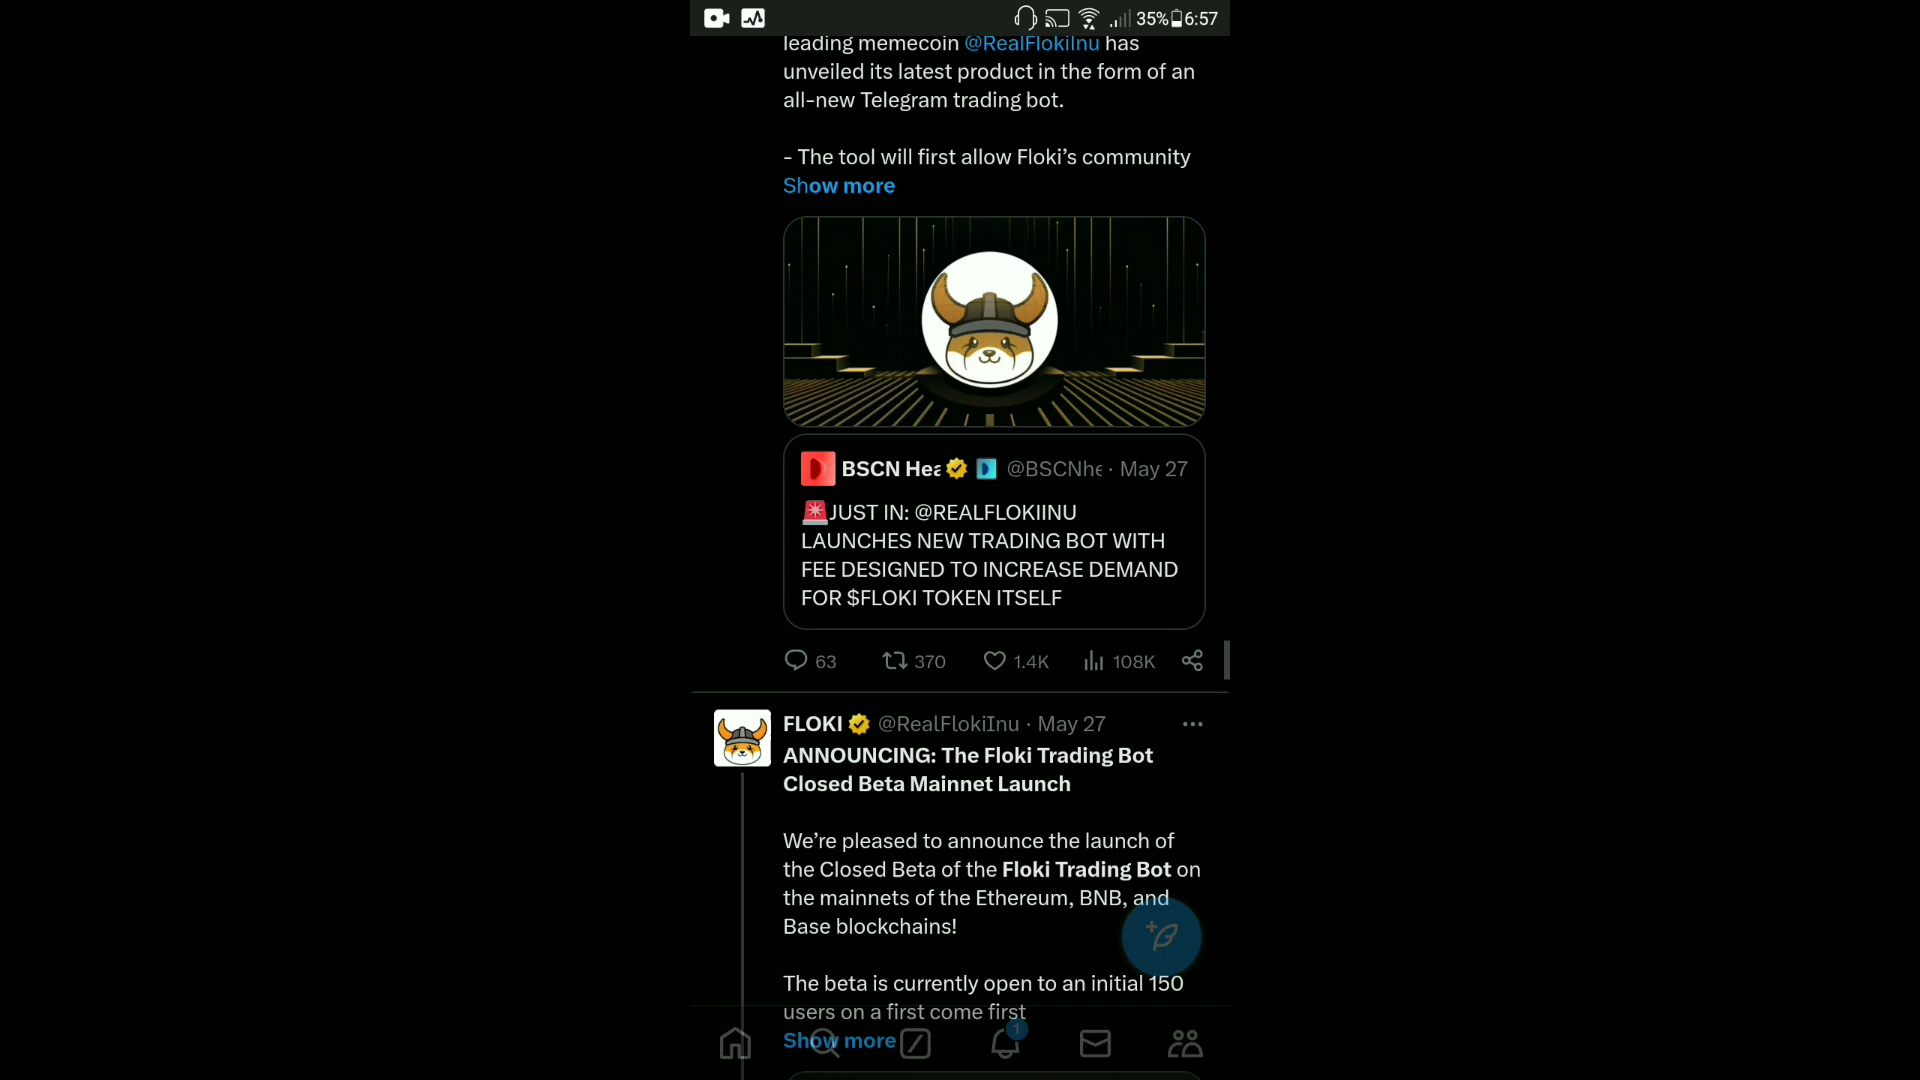 35% 6:57
leading memecoin @RealFlokiInu has
unveiled its latest product in the form of an
all-new Telegram trading bot.
- The tool will first allow Floki’s community
Show more
BSCN Hea @BSCNhe · May 27
🚨JUST IN: @REALFLOKIINU
LAUNCHES NEW TRADING BOT WITH
FEE DESIGNED TO INCREASE DEMAND
FOR $FLOKI TOKEN ITSELF
63 370 1.4K 108K
FLOKI @RealFlokiInu · May 27
ANNOUNCING: The Floki Trading Bot
Closed Beta Mainnet Launch
We’re pleased to announce the launch of
the Closed Beta of the Floki Trading Bot on
the mainnets of the Ethereum, BNB, and
Base blockchains!
The beta is currently open to an initial 150
users on a first come first
Show more
1